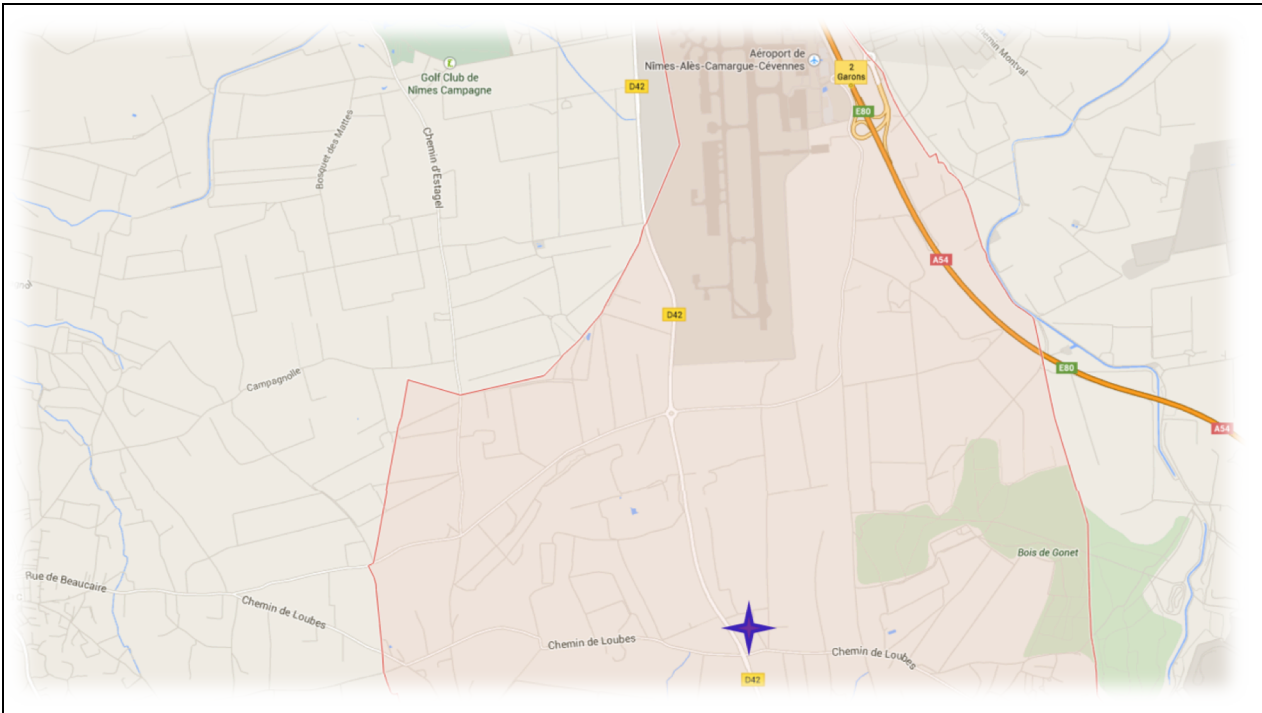 Chemin Montval
Aéroport de
Nîmes-Alès-Camargue-Cévennes
2
Garons
Golf Club de
Nîmes Campagne
D42
E80
Bosquet des Mattes
Chemin d'Estagel
A54
D42
E80
Campagnolle
A54
Bois de Gonet
Rue de Beaucaire
Chemin de Loubes
Chemin de Loubes
Chemin de Loubes
D42